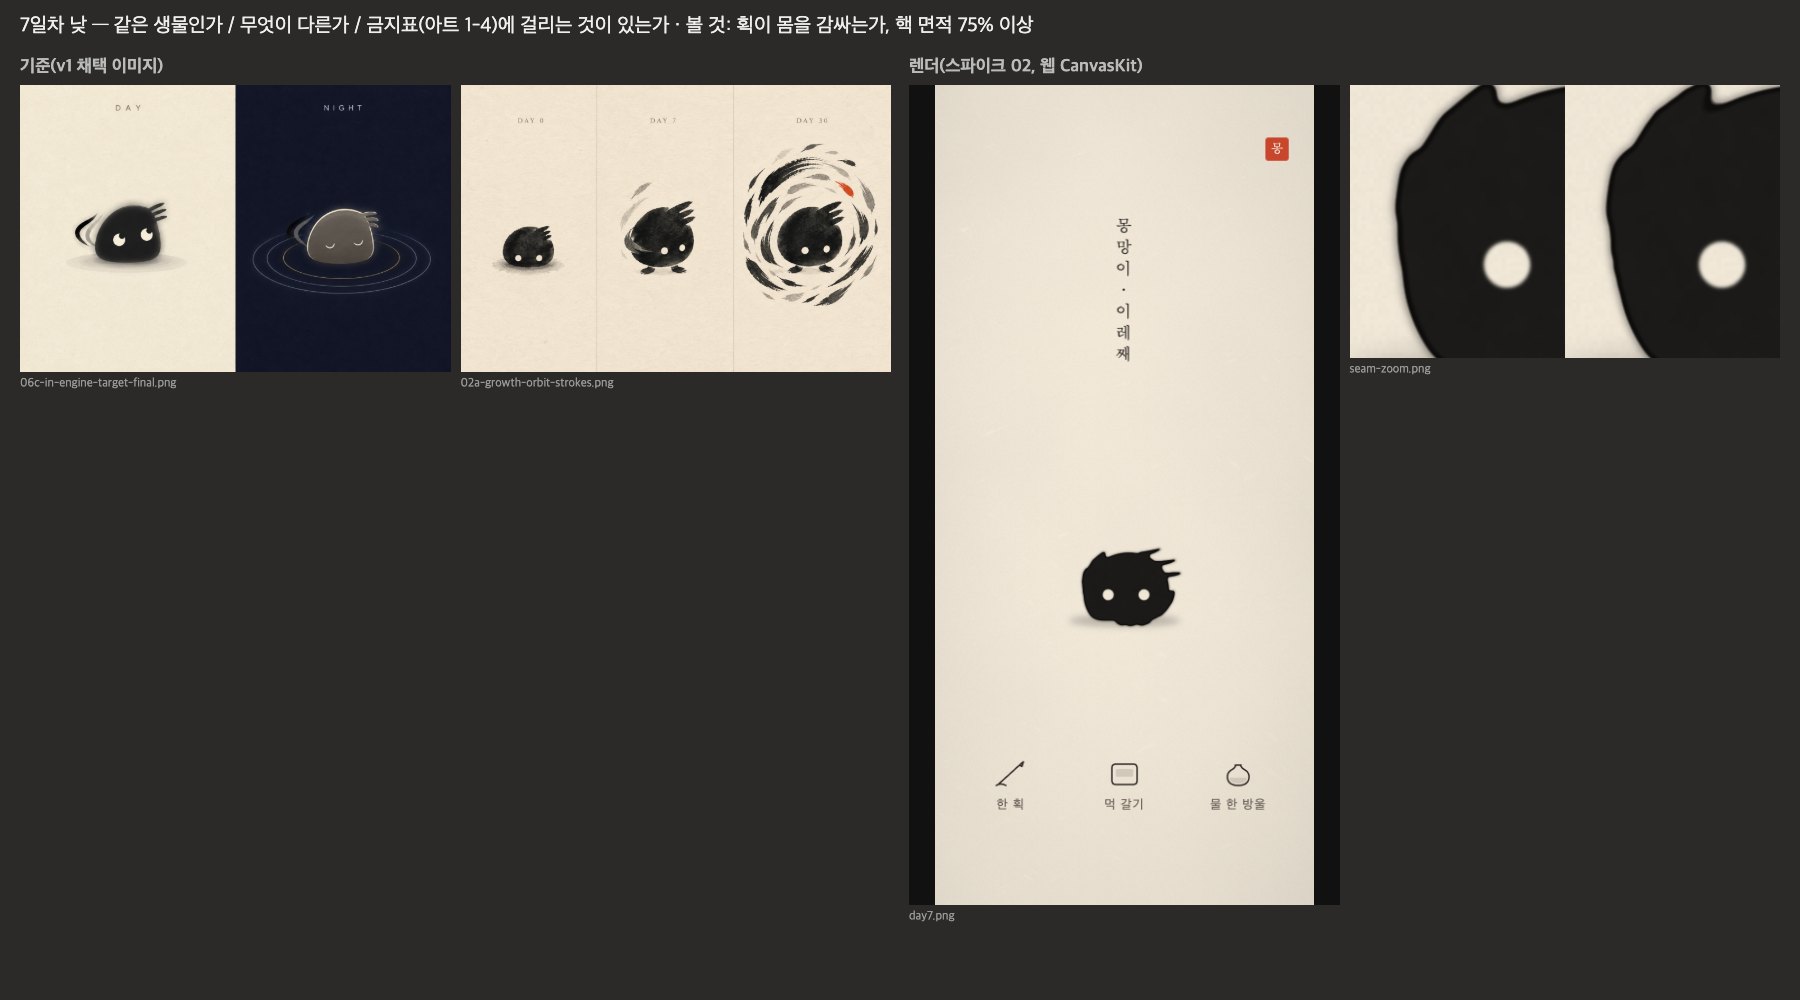 7일차 낮 — 같은 생물인가 / 무엇이 다른가 / 금지표(아트 1-4)에 걸리는 것이 있는가 · 볼 것: 획이 몸을 감싸는가, 핵 면적 75% 이상
기준(v1 채택 이미지)
렌더(스파이크 02, 웹 CanvasKit)
DAY
NIGHT
DAY 0
DAY 7
DAY 30
06c-in-engine-target-final.png
02a-growth-orbit-strokes.png
몽
몽망이·이레째
한 획
먹 갈기
물 한 방울
day7.png
seam-zoom.png